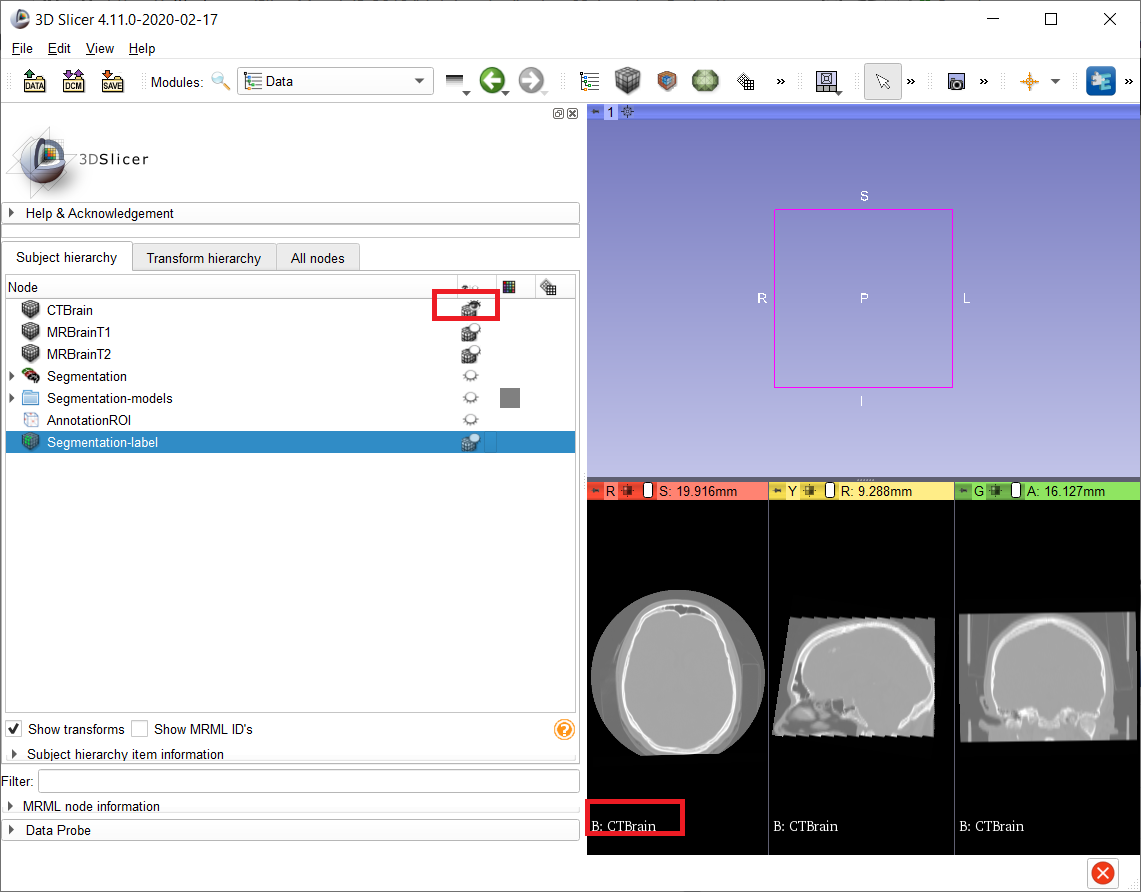 3D Slicer 4.11.0-2020-02-17
File Edit View Help
DATA DCM SAVE Modules: Data
1
3DSlicer
Help & Acknowledgement
Subject hierarchy Transform hierarchy All nodes
Node
CTBrain
MRBrainT1
MRBrainT2
Segmentation
Segmentation-models
AnnotationROI
Segmentation-label
Show transforms Show MRML ID's
Subject hierarchy item information
Filter:
MRML node information
Data Probe
S
R P L
I
R S: 19.916mm
Y R: 9.288mm
G A: 16.127mm
B: CTBrain
B: CTBrain
B: CTBrain